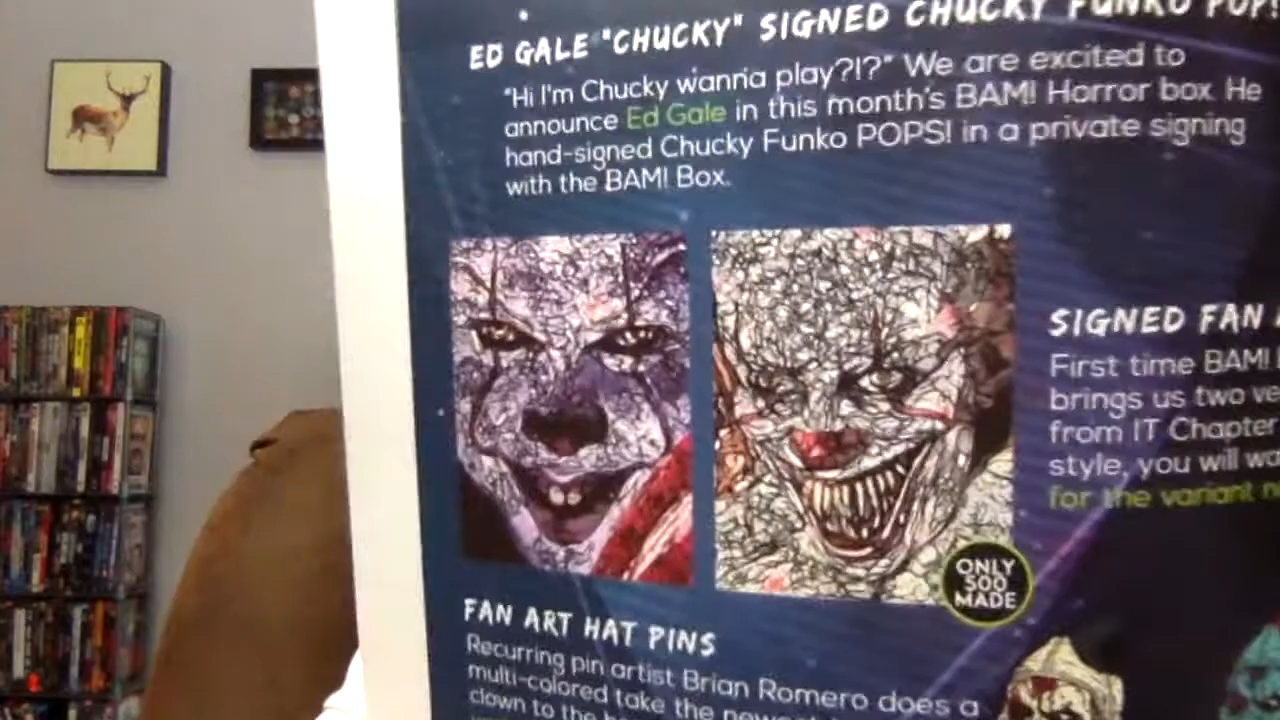 ED GALE "CHUCKY" SIGNED CHUCKY FUNKO POP!
"Hi I'm Chucky wanna play?!?" We are excited to
announce Ed Gale in this month's BAM! Horror box. He
hand-signed Chucky Funko POPS! in a private signing
with the BAM! Box.
SIGNED FAN
First time BAM!
brings us two ve
from IT Chapter
style, you will wa
for the variant
ONLY
500
MADE
FAN ART HAT PINS
Recurring pin artist Brian Romero does a
multi-colored take the newest
clown to the